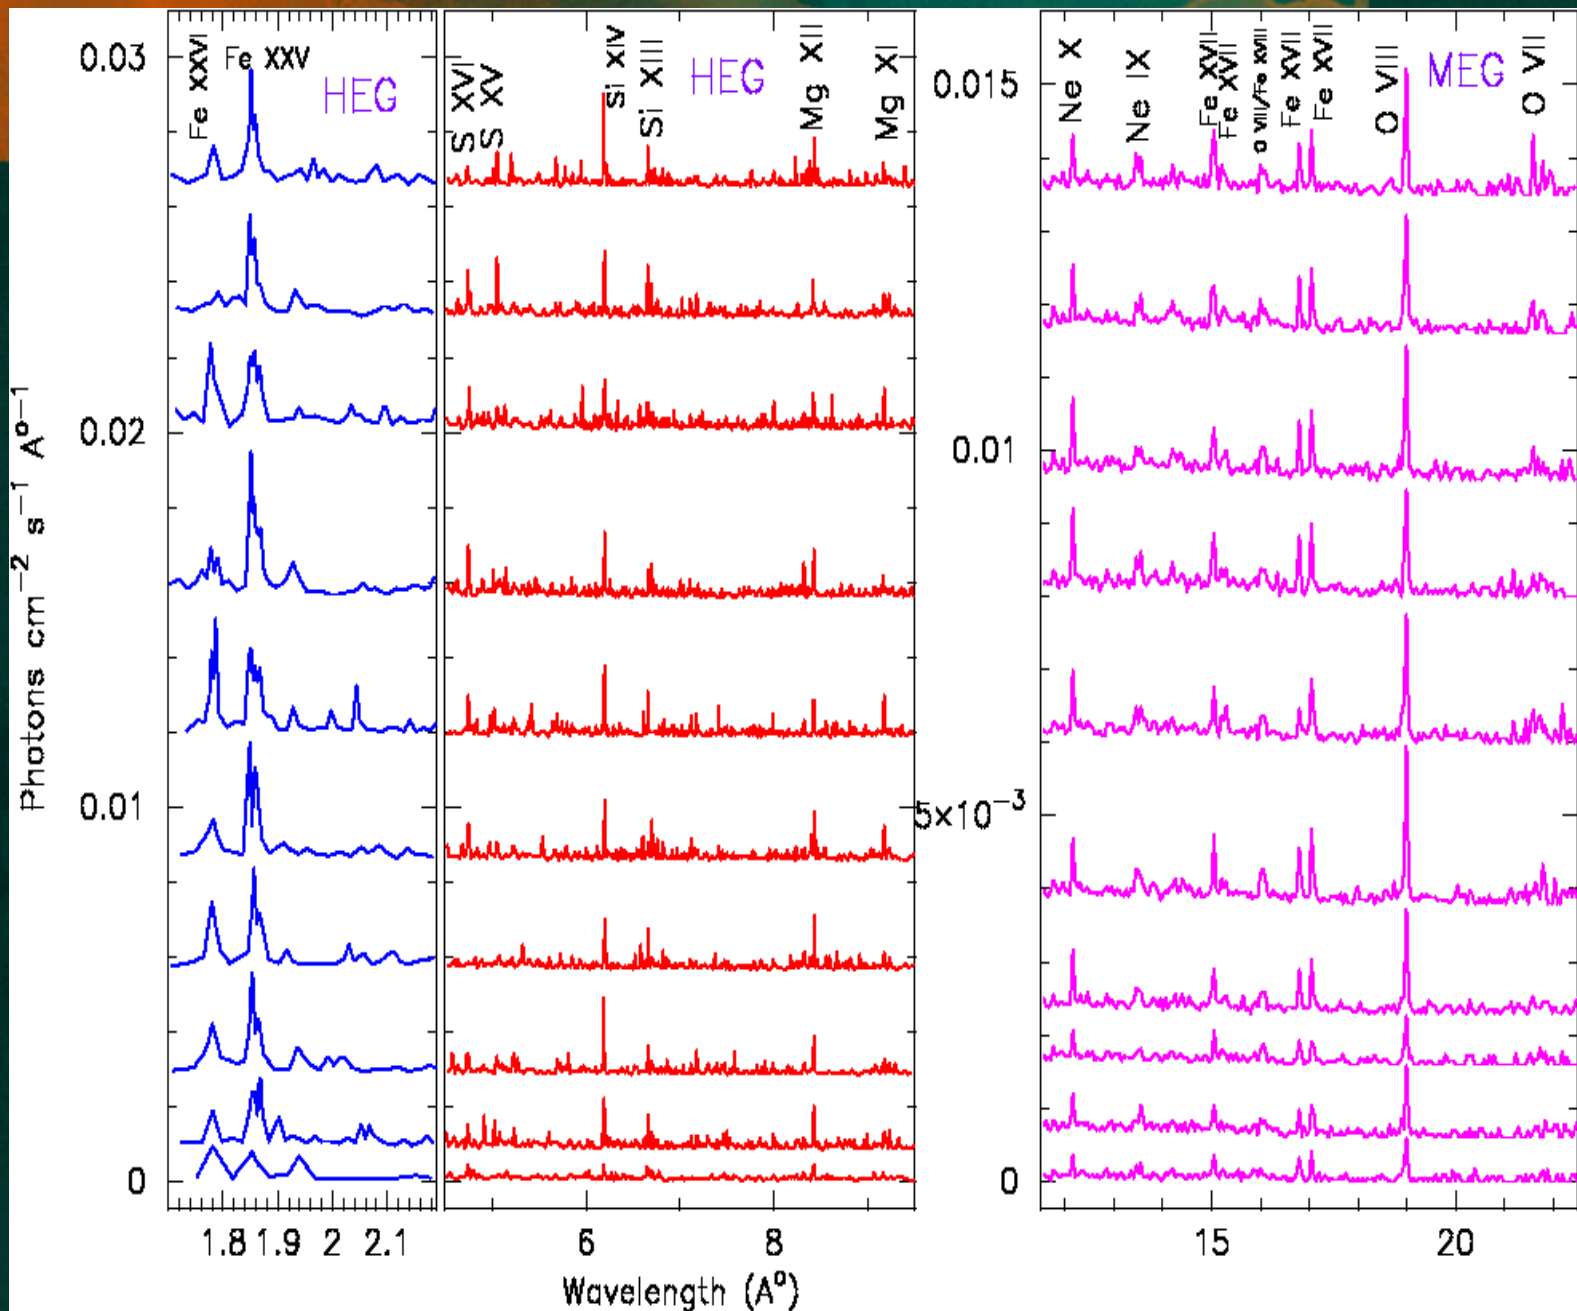 0.03
0.02
0.01
0
Photons cm⁻² s⁻¹ A⁰⁻¹
Fe XXVI
Fe XXV
HEG
1.8
1.9
2
2.1
S XVI
S XV
Si XIV
Si XIII
HEG
Mg XII
Mg XI
6
8
0.015
0.01
5×10⁻³
0
Ne X
Ne IX
Fe XVII
Fe XVII
O VIII/Fe XVIII
Fe XVII
Fe XVII
O VIII
MEG
O VII
15
20
Wavelength (A⁰)